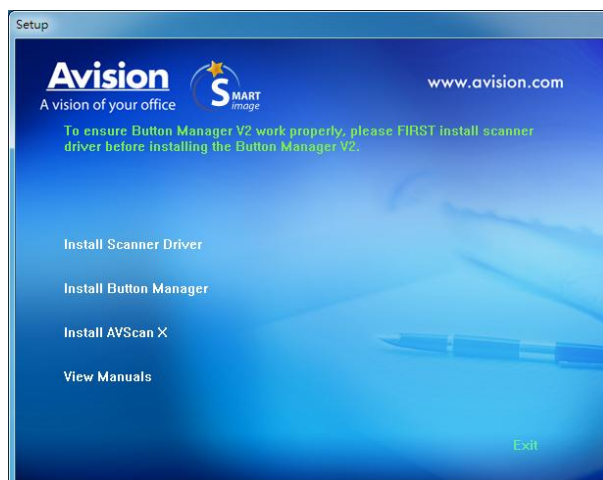 Setup
Avision
A vision of your office
SMART
image
www.avision.com
To ensure Button Manager V2 work properly, please FIRST install scanner
driver before installing the Button Manager V2.
Install Scanner Driver
Install Button Manager
Install AVScan X
View Manuals
Exit